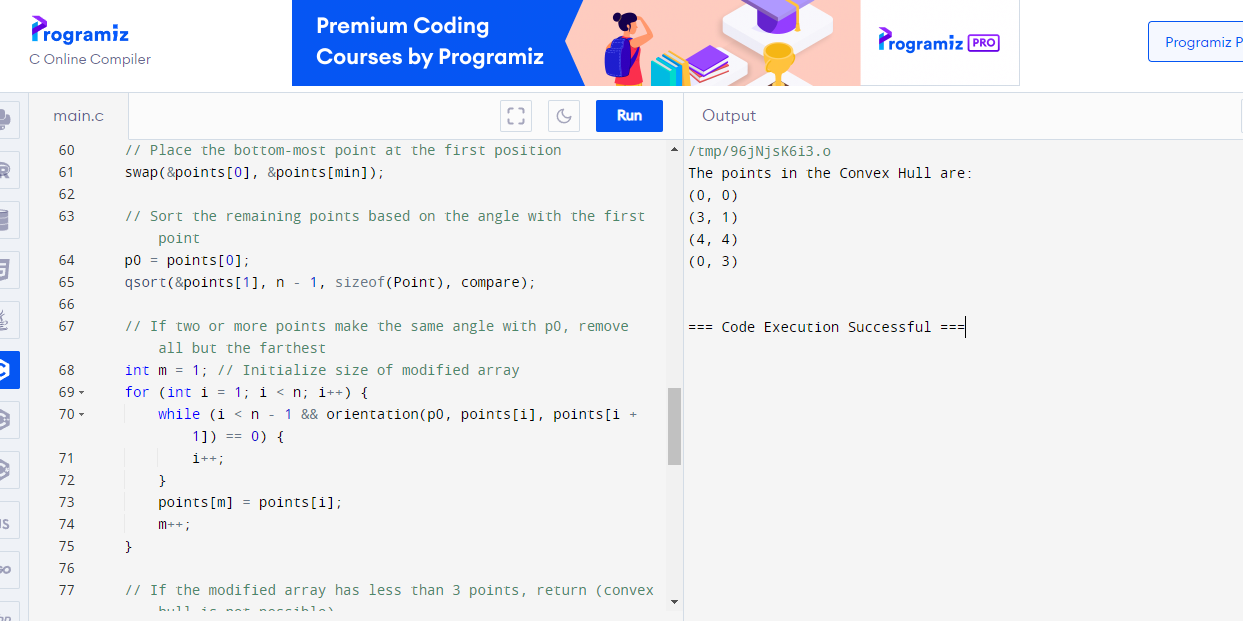 Programiz
C Online Compiler
Premium Coding
Courses by Programiz
Programiz PRO
Programiz P
main.c
Run
Output
60 // Place the bottom-most point at the first position
61 swap(&points[0], &points[min]);
62
63 // Sort the remaining points based on the angle with the first
point
64 p0 = points[0];
65 qsort(&points[1], n - 1, sizeof(Point), compare);
66
67 // If two or more points make the same angle with p0, remove
all but the farthest
68 int m = 1; // Initialize size of modified array
69 for (int i = 1; i < n; i++) {
70 while (i < n - 1 && orientation(p0, points[i], points[i +
1]) == 0) {
71 i++;
72 }
73 points[m] = points[i];
74 m++;
75 }
76
77 // If the modified array has less than 3 points, return (convex
hull is not possible)
/tmp/96jNjsK6i3.o
The points in the Convex Hull are:
(0, 0)
(3, 1)
(4, 4)
(0, 3)
=== Code Execution Successful ===